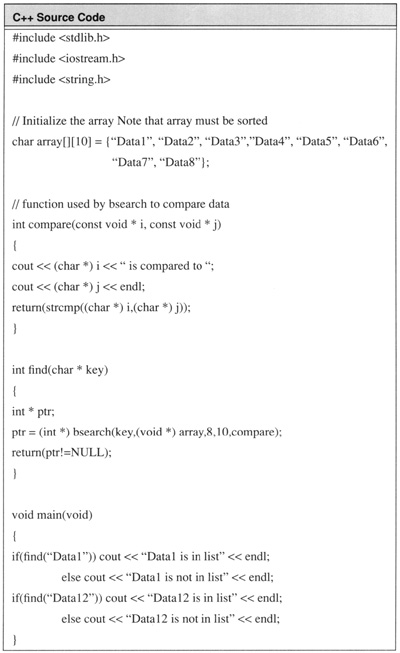 C++ Source Code
#include <stdlib.h>
#include <iostream.h>
#include <string.h>
// Initialize the array Note that array must be sorted
char array[][10] = {“Data1”, “Data2”, “Data3”,”Data4”, “Data5”, “Data6”,
“Data7”, “Data8”};
// function used by bsearch to compare data
int compare(const void * i, const void * j)
{
cout << (char *) i << “ is compared to “;
cout << (char *) j << endl;
return(strcmp((char *) i,(char *) j));
}
int find(char * key)
{
int * ptr;
ptr = (int *) bsearch(key,(void *) array,8,10,compare);
return(ptr!=NULL);
}
void main(void)
{
if(find(“Data1”)) cout << “Data1 is in list” << endl;
else cout << “Data1 is not in list” << endl;
if(find(“Data12”)) cout << “Data12 is in list” << endl;
else cout << “Data12 is not in list” << endl;
}